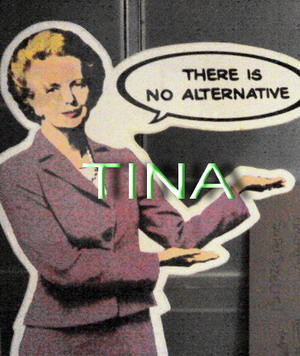 THERE IS
NO ALTERNATIVE
TINA